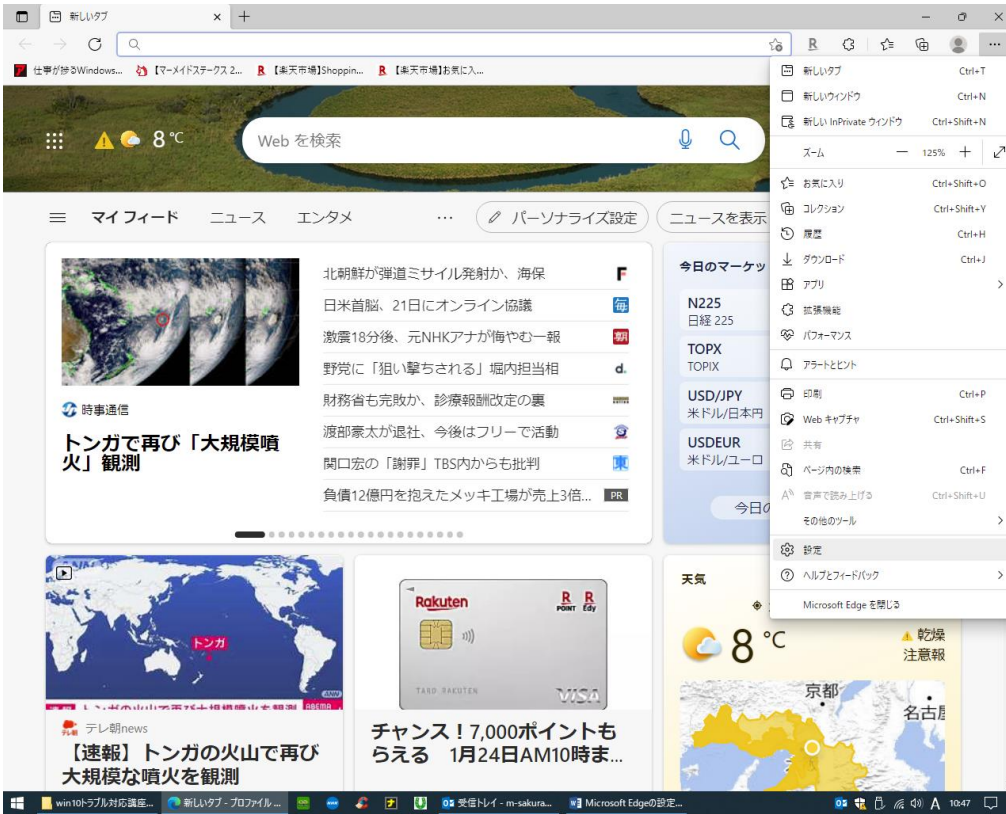 新しいタブ
仕事が捗るWindows...
【マーメイドステークス 2...
R 【楽天市場】Shoppin...
R 【楽天市場】お気に入...
8 ℃
Web を検索
マイ フィード
ニュース
エンタメ
...
パーソナライズ設定
ニュースを表示
北朝鮮が弾道ミサイル発射か、海保
日米首脳、21日にオンライン協議
激震18分後、元NHKアナが悔やむ一報
野党に「狙い撃ちされる」堀内担当相
財務省も完敗か、診療報酬改定の裏
渡部豪太が退社、今後はフリーで活動
関口宏の「謝罪」TBS内からも批判
負債12億円を抱えたメッキ工場が売上3倍... PR
時事通信
トンガで再び「大規模噴
火」観測
今日のマーケッ
N225
日経 225
TOPX
TOPIX
USD/JPY
米ドル/日本円
USDEUR
米ドル/ユーロ
今日の
新しいタブ Ctrl+T
新しいウィンドウ Ctrl+N
新しい InPrivate ウィンドウ Ctrl+Shift+N
ズーム — 125% +
お気に入り Ctrl+Shift+O
コレクション Ctrl+Shift+Y
履歴 Ctrl+H
ダウンロード Ctrl+J
アプリ
拡張機能
パフォーマンス
アラートとヒント
印刷 Ctrl+P
Web キャプチャ Ctrl+Shift+S
共有
ページ内の検索 Ctrl+F
音声で読み上げる Ctrl+Shift+U
その他のツール
設定
ヘルプとフィードバック
Microsoft Edge を閉じる
トンガ
ANN
ABEMA
テレ朝news
【速報】トンガの火山で再び
大規模な噴火を観測
Rakuten
R POINT
R Edy
TARO RAKUTEN
VISA
チャンス！7,000ポイントも
らえる 1月24日AM10時ま...
天気
8 ℃
乾燥
注意報
京都
名古屋
win10トラブル対応講座...
新しいタブ - プロファイル ...
受信トレイ - m-sakura...
Microsoft Edgeの設定...
A
10:47